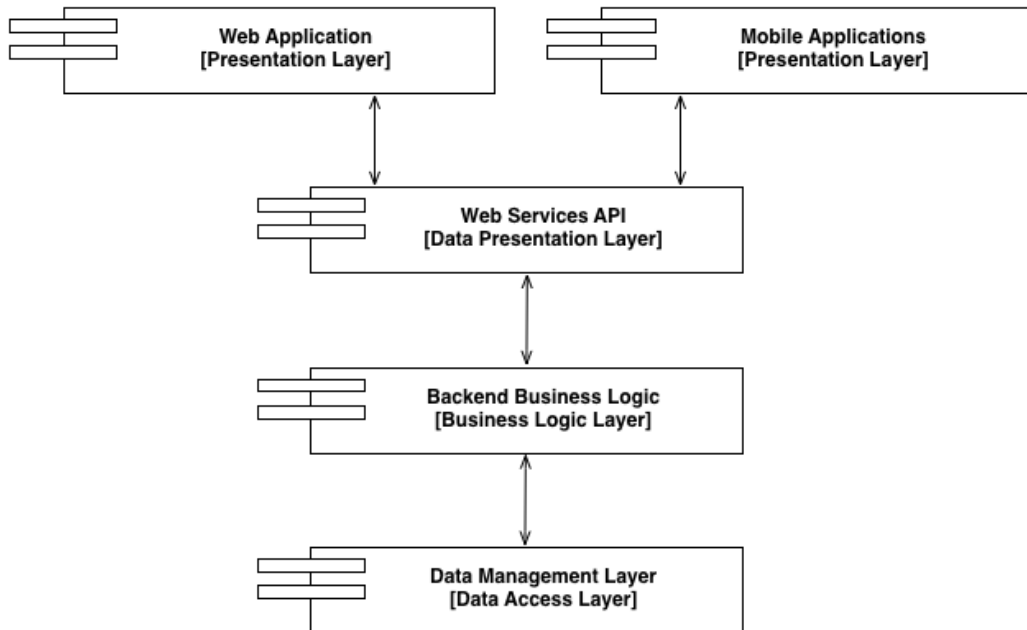 Web Application
[Presentation Layer]
Mobile Applications
[Presentation Layer]
Web Services API
[Data Presentation Layer]
Backend Business Logic
[Business Logic Layer]
Data Management Layer
[Data Access Layer]